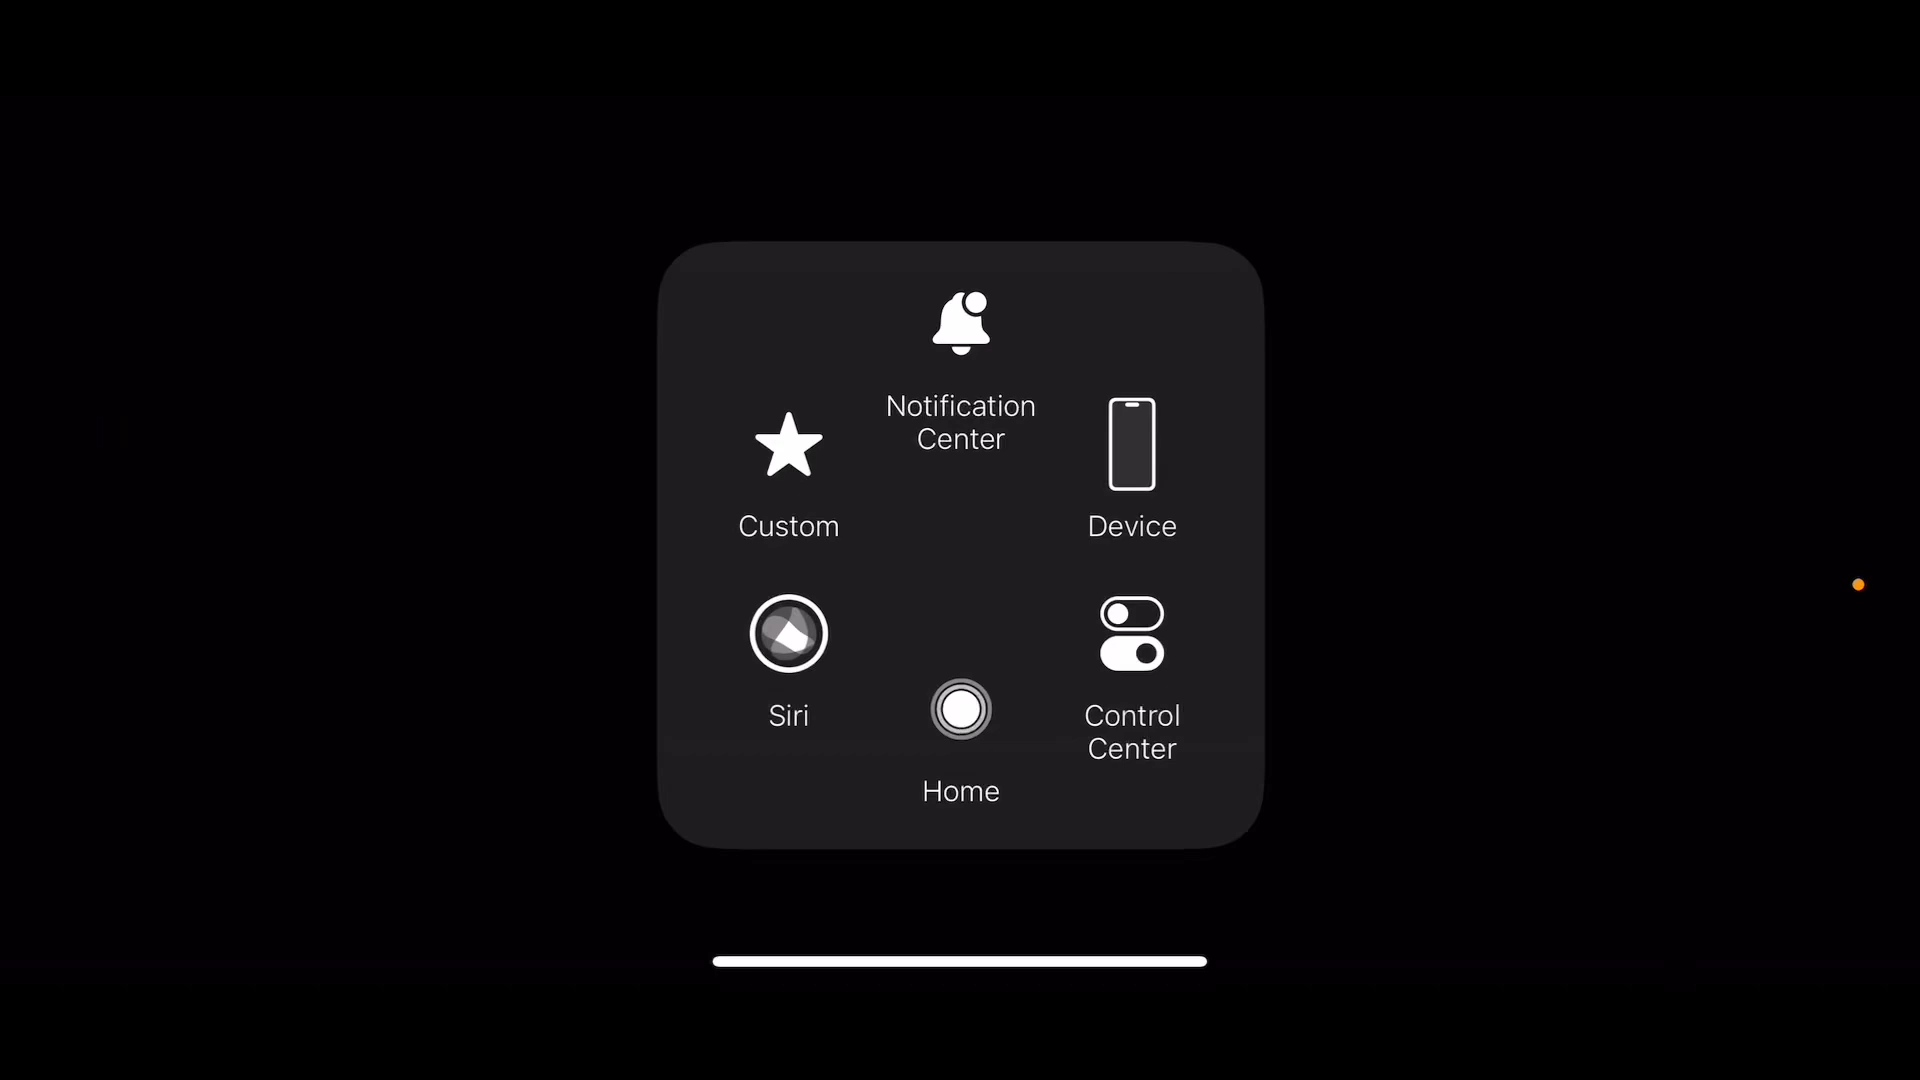 Notification
Center
Custom
Device
Siri
Control
Center
Home